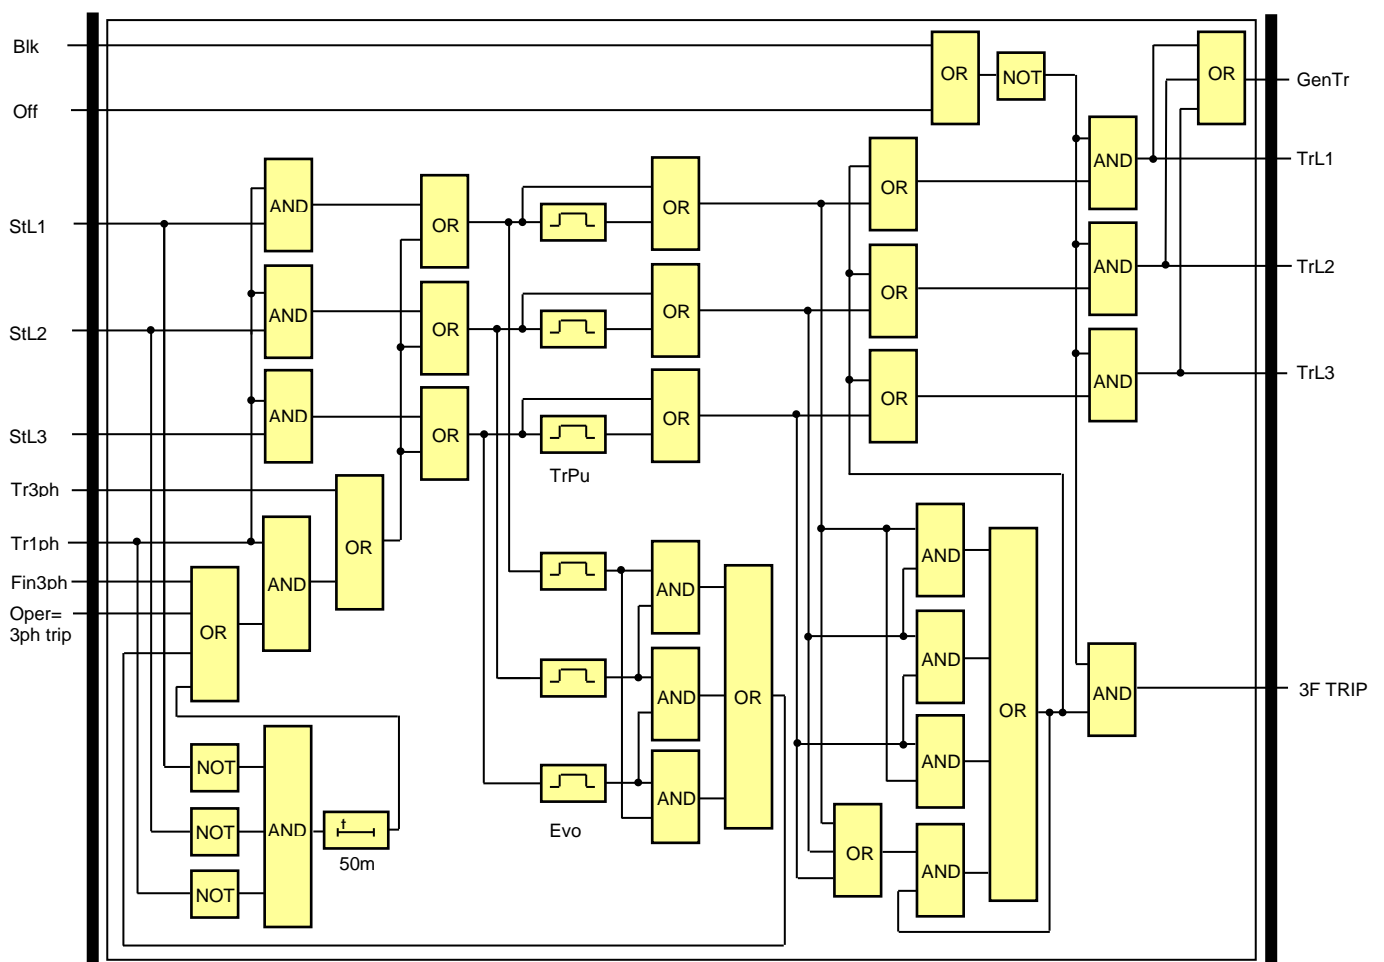 Blk
OR
NOT
OR
GenTr
Off
AND
TrL1
AND
OR
OR
OR
StL1
AND
TrL2
AND
OR
OR
OR
StL2
AND
TrL3
AND
OR
OR
OR
StL3
TrPu
Tr3ph
OR
Tr1ph
AND
Fin3ph
Oper=
3ph trip
OR
AND
AND
OR
AND
AND
AND
OR
AND
3F TRIP
AND
NOT
AND
NOT
AND
t
50m
Evo
OR
AND
NOT